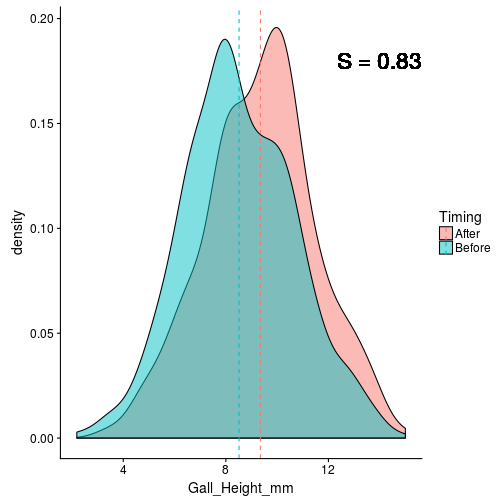 0.20
S = 0.83
0.15
density
0.10
0.05
0.00
Timing
After
Before
4 8 12
Gall_Height_mm